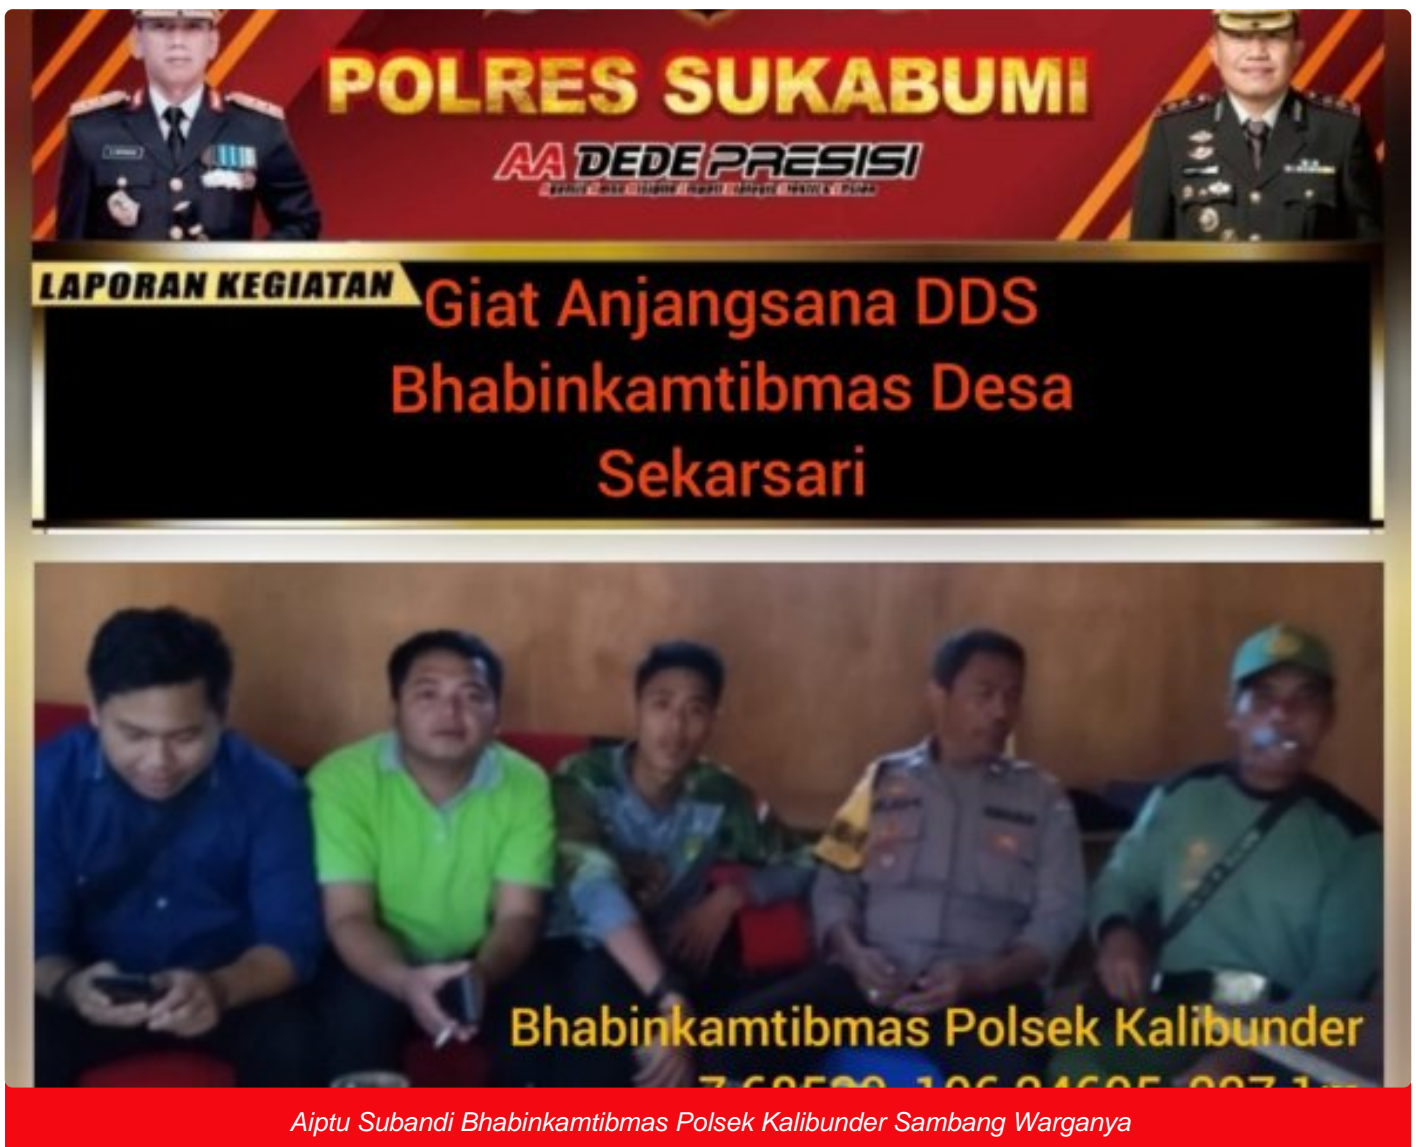 POLRES SUKABUMI
AA DEDE PRESISI
LAPORAN KEGIATAN
Giat Anjangsana DDS
Bhabinkamtibmas Desa
Sekarsari
Bhabinkamtibmas Polsek Kalibunder
Aiptu Subandi Bhabinkamtibmas Polsek Kalibunder Sambang Warganya